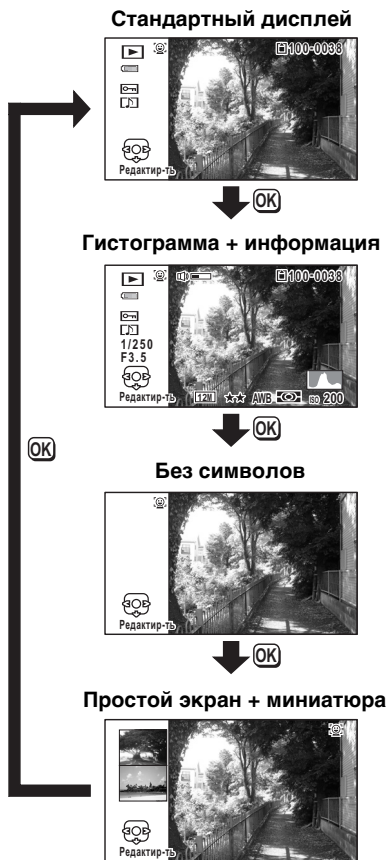 Стандартный дисплей
100-0038
Редактир-ть
OK
Гистограмма + информация
100-0038
1/250
F3.5
Редактир-ть
12M AWB ISO 200
OK
OK
Без символов
Редактир-ть
OK
Простой экран + миниатюра
Редактир-ть